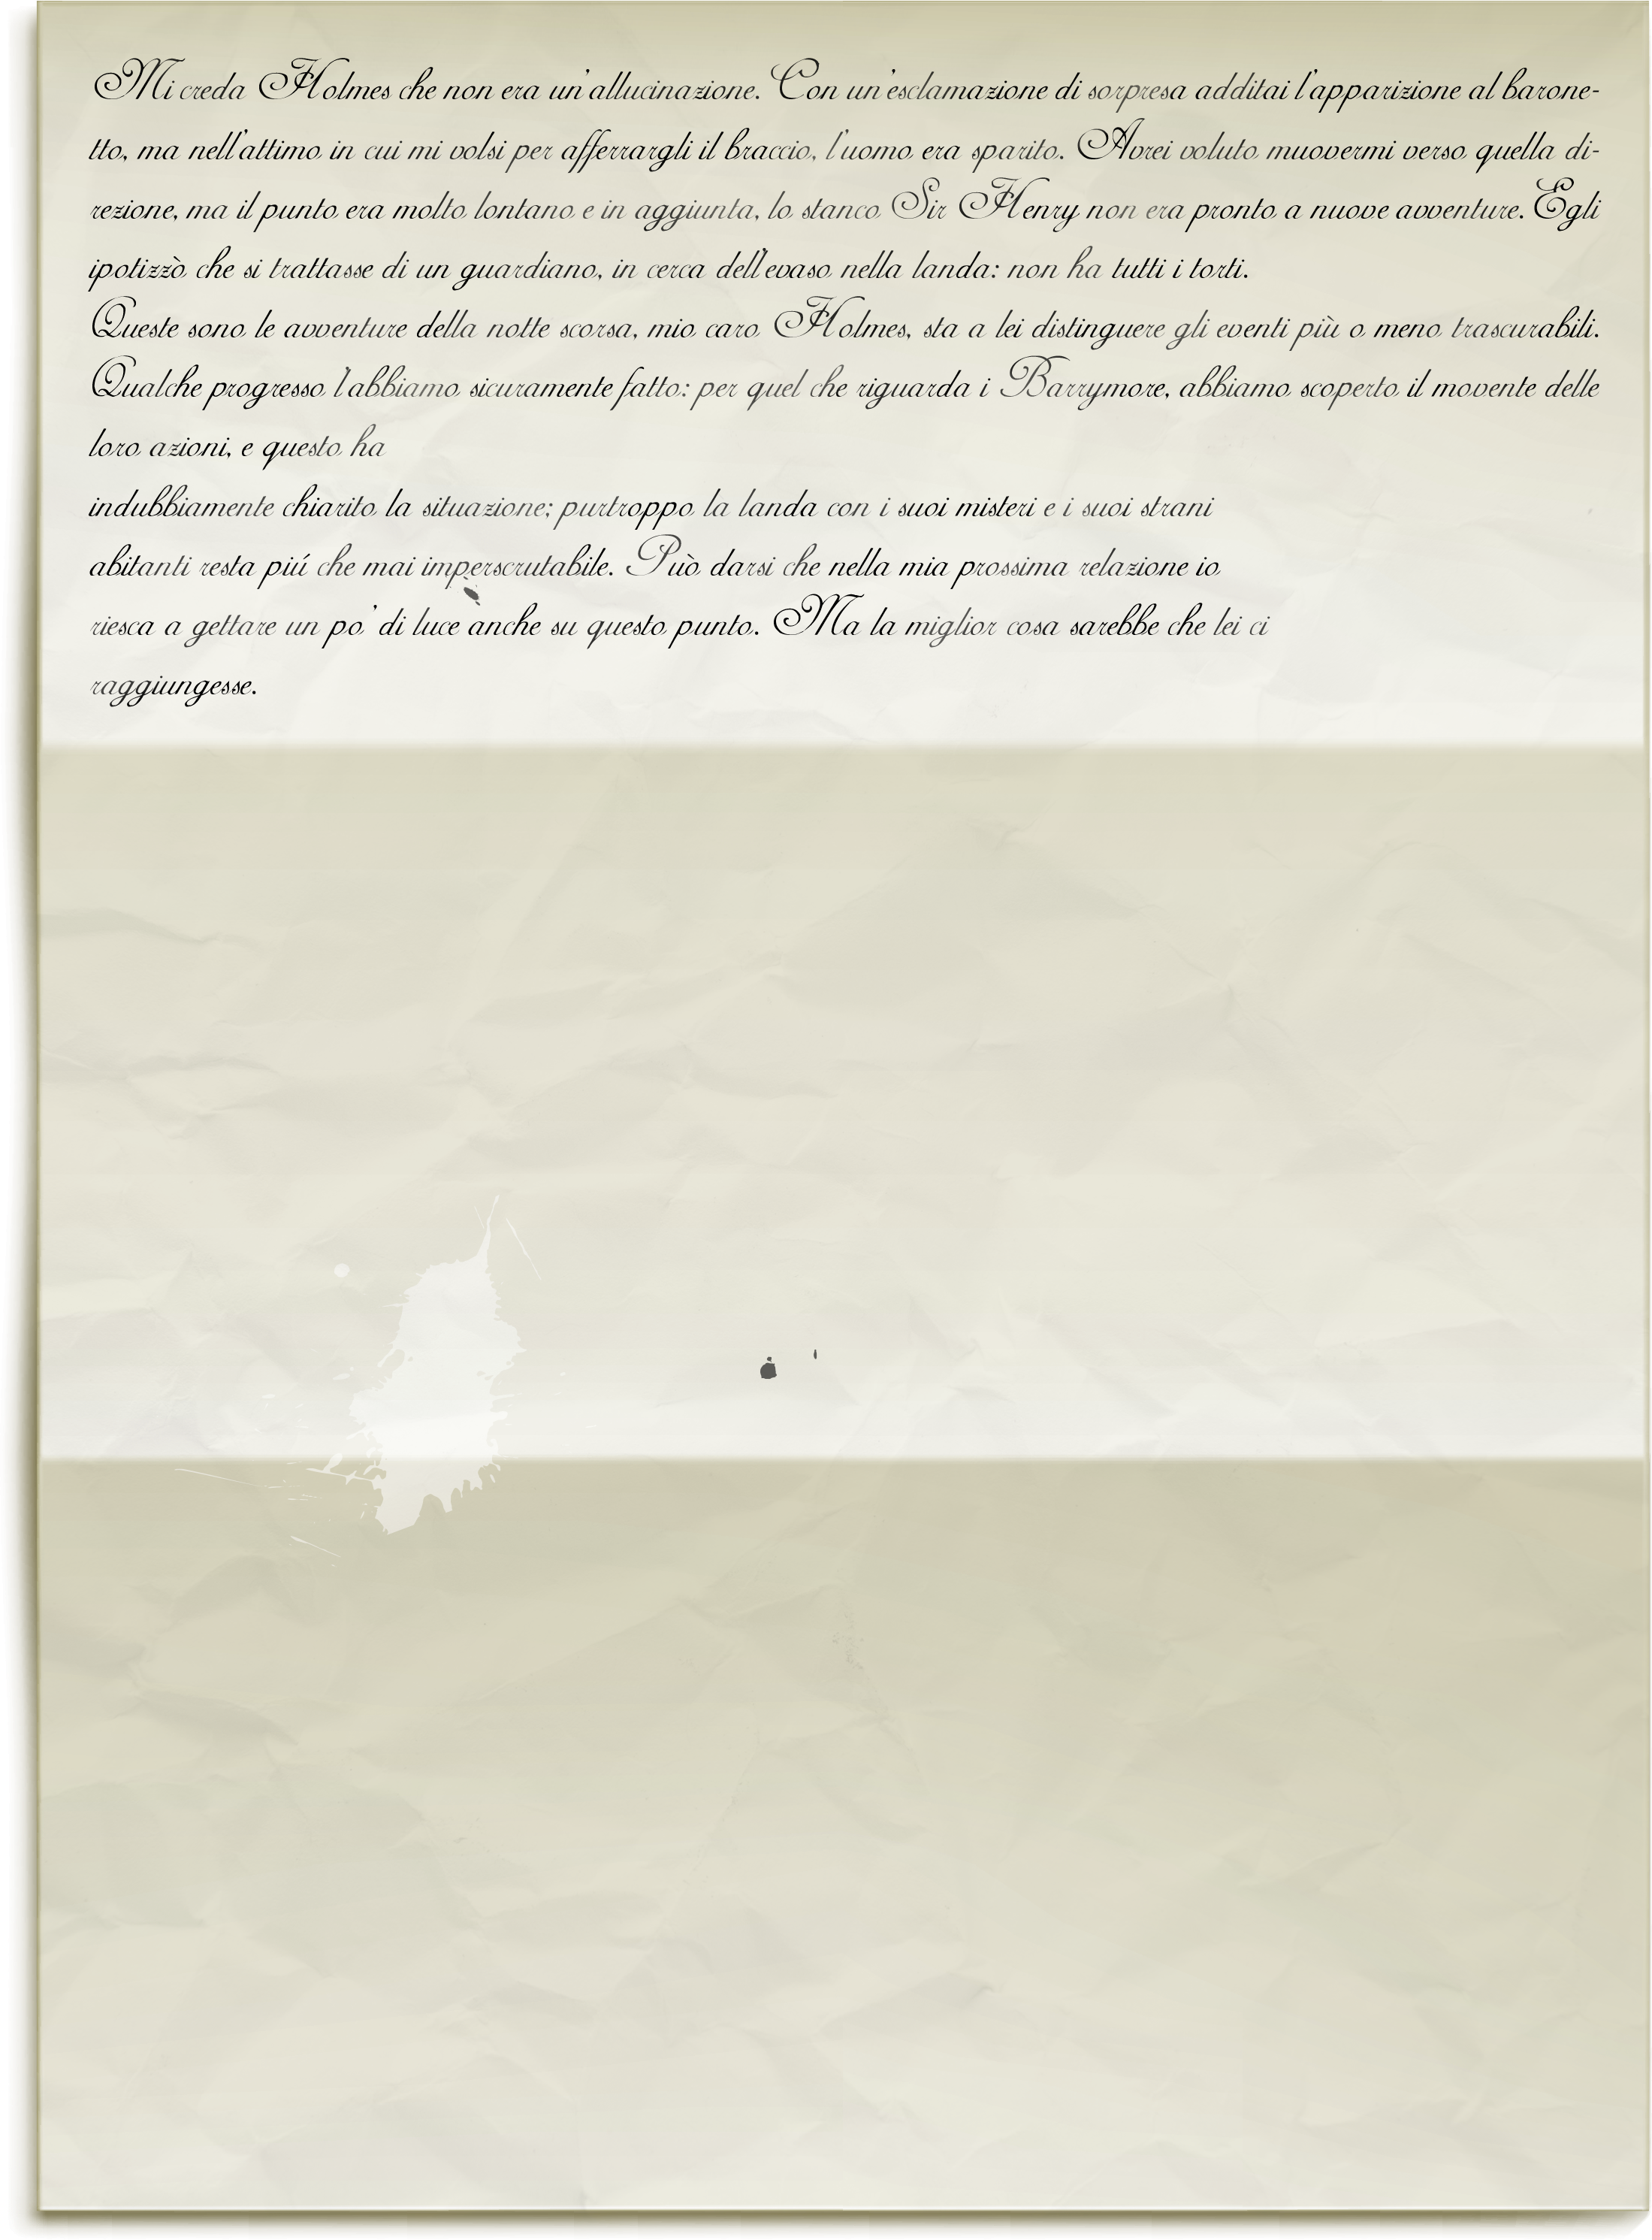 Mi creda Holmes che non era un'allucinazione. Con un'esclamazione di sorpresa additai l'apparizione al barone-
tto, ma nell'attimo in cui mi volsi per afferrargli il braccio, l'uomo era sparito. Avrei voluto muovermi verso quella di-
rezione, ma il punto era molto lontano e in aggiunta, lo stanco Sir Henry non era pronto a nuove avventure. Egli
ipotizzò che si trattasse di un guardiano, in cerca dell'evaso nella landa: non ha tutti i torti.
Queste sono le avventure della notte scorsa, mio caro Holmes, sta a lei distinguere gli eventi più o meno trascurabili.
Qualche progresso l'abbiamo sicuramente fatto: per quel che riguarda i Barrymore, abbiamo scoperto il movente delle
loro azioni, e questo ha
indubbiamente chiarito la situazione; purtroppo la landa con i suoi misteri e i suoi strani
abitanti resta piú che mai imperscrutabile. Può darsi che nella mia prossima relazione io
riesca a gettare un po' di luce anche su questo punto. Ma la miglior cosa sarebbe che lei ci
raggiungesse.